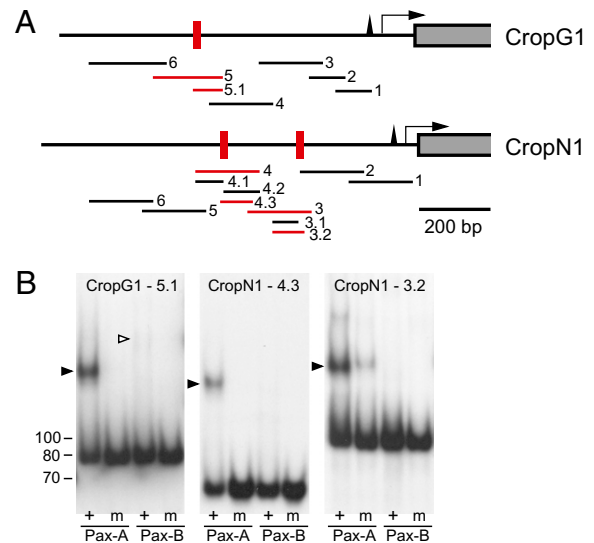 A
CropG1
6
3
5
2
5.1
1
4
CropN1
4
2
4.1
1
4.2
6
4.3
5
3
3.1
3.2
200 bp
B
CropG1 - 5.1
CropN1 - 4.3
CropN1 - 3.2
100
80
70
+ m + m
+ m + m
+ m + m
Pax-A Pax-B
Pax-A Pax-B
Pax-A Pax-B